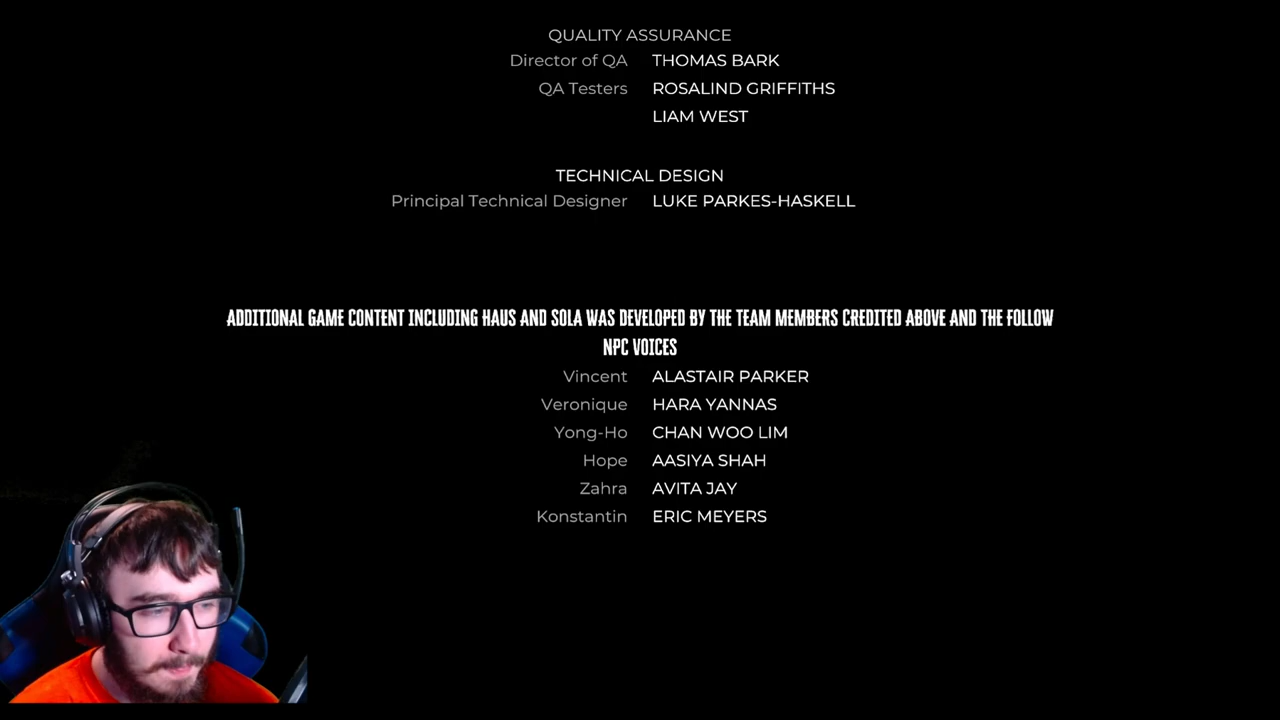 QUALITY ASSURANCE
Director of QA THOMAS BARK
QA Testers ROSALIND GRIFFITHS
LIAM WEST
TECHNICAL DESIGN
Principal Technical Designer LUKE PARKES-HASKELL
ADDITIONAL GAME CONTENT INCLUDING HAUS AND SOLA WAS DEVELOPED BY THE TEAM MEMBERS CREDITED ABOVE AND THE FOLLOW
NPC VOICES
Vincent ALASTAIR PARKER
Veronique HARA YANNAS
Yong-Ho CHAN WOO LIM
Hope AASIYA SHAH
Zahra AVITA JAY
Konstantin ERIC MEYERS